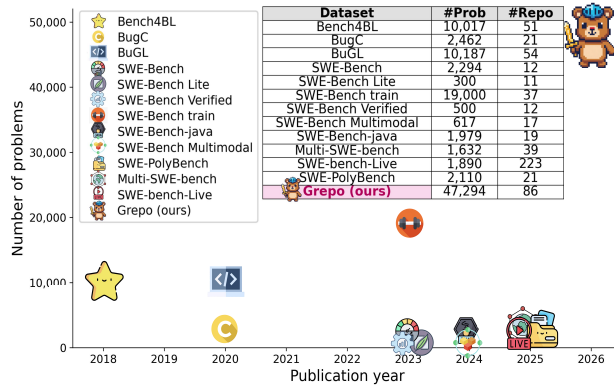 50,000
40,000
30,000
20,000
10,000
0
Number of problems
Bench4BL
BugC
BuGL
SWE-Bench
SWE-Bench Lite
SWE-Bench Verified
SWE-Bench train
SWE-Bench-java
SWE-Bench Multimodal
SWE-PolyBench
Multi-SWE-bench
SWE-bench-Live
Grepo (ours)
Dataset #Prob #Repo
Bench4BL 10,017 51
BugC 2,462 21
BuGL 10,187 54
SWE-Bench 2,294 12
SWE-Bench Lite 300 11
SWE-Bench train 19,000 37
SWE-Bench Verified 500 12
SWE-Bench Multimodal 617 17
SWE-Bench-java 1,979 19
Multi-SWE-bench 1,632 39
SWE-bench-Live 1,890 223
SWE-PolyBench 2,110 21
Grepo (ours) 47,294 86
</> 
C
LIVE
2018 2019 2020 2021 2022 2023 2024 2025 2026
Publication year